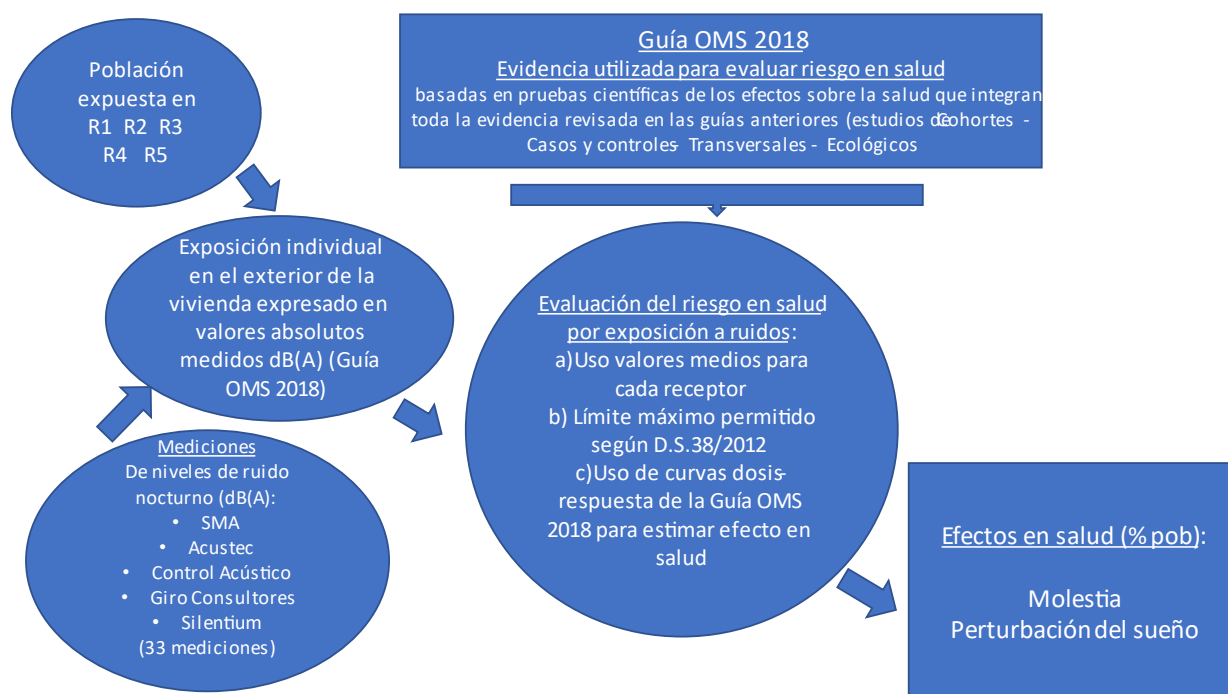 Población
expuesta en
R1 R2 R3
R4 R5
Guía OMS 2018
Evidencia utilizada para evaluar riesgo en salud
basadas en pruebas científicas de los efectos sobre la salud que integran
toda la evidencia revisada en las guías anteriores (estudios de Cohortes -
Casos y controles- Transversales - Ecológicos
Exposición individual
en el exterior de la
vivienda expresado en
valores absolutos
medidos dB(A) (Guía
OMS 2018)
Mediciones
De niveles de ruido
nocturno (dB(A):
• SMA
• Acustec
• Control Acústico
• Giro Consultores
• Silentium
(33 mediciones)
Evaluación del riesgo en salud
por exposición a ruidos:
a)Uso valores medios para
cada receptor
b) Límite máximo permitido
según D.S.38/2012
c)Uso de curvas dosis-
respuesta de la Guía OMS
2018 para estimar efecto en
salud
Efectos en salud (% pob):
Molestia
Perturbación del sueño